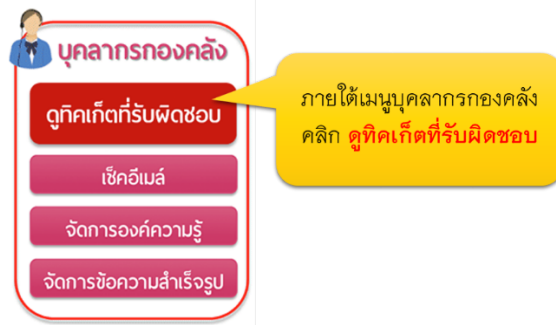 บุคลากรกองคลัง
ดูทิคเก็ตที่รับผิดชอบ
เช็คอีเมล์
จัดการองค์ความรู้
จัดการข้อความสำเร็จรูป
ภายใต้เมนูบุคลากรกองคลัง
คลิก ดูทิคเก็ตที่รับผิดชอบ